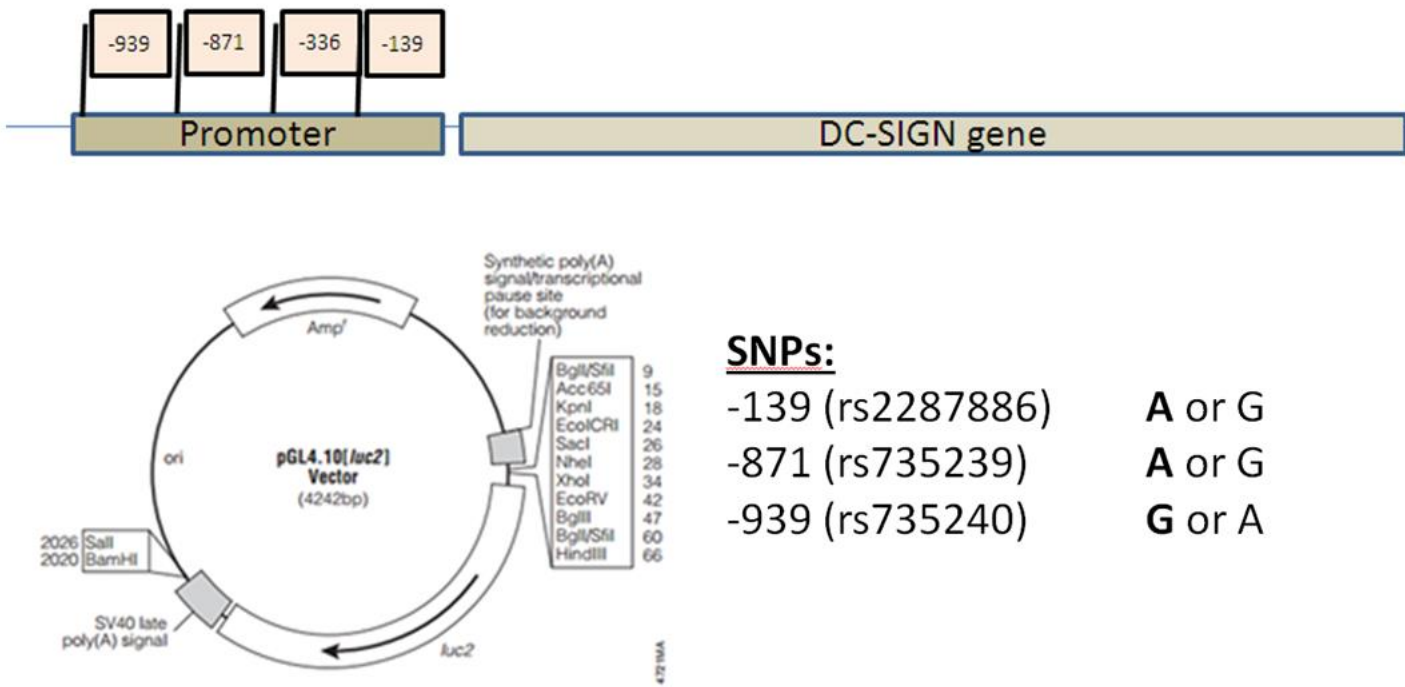 -939
-871
-336
-139
Promoter
DC-SIGN gene
Synthetic poly(A)
signal/transcriptional
pause site
(for background
reduction)
Ampʳ
ori
pGL4.10[luc2]
Vector
(4242bp)
BglI/SfiI 9
Acc65I 15
KpnI 18
EcoICRI 24
SacI 26
NheI 28
XhoI 34
EcoRV 42
BglII 47
BglI/SfiI 60
HindIII 66
2026 SalI
2020 BamHI
SV40 late
poly(A) signal
luc2
4721MA
SNPs:
-139 (rs2287886) A or G
-871 (rs735239) A or G
-939 (rs735240) G or A